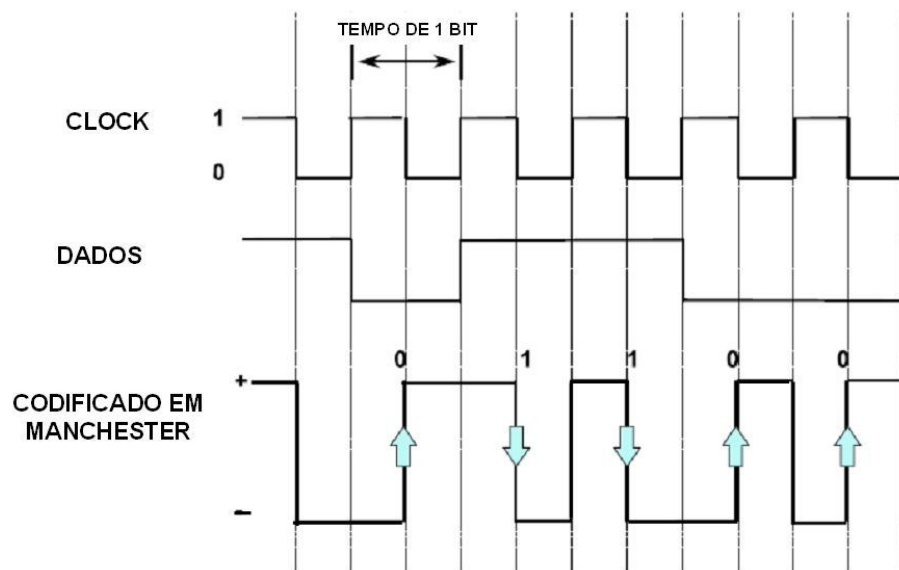 TEMPO DE 1 BIT
CLOCK
1
0
DADOS
0 1 1 0 0
+
CODIFICADO EM
MANCHESTER
-